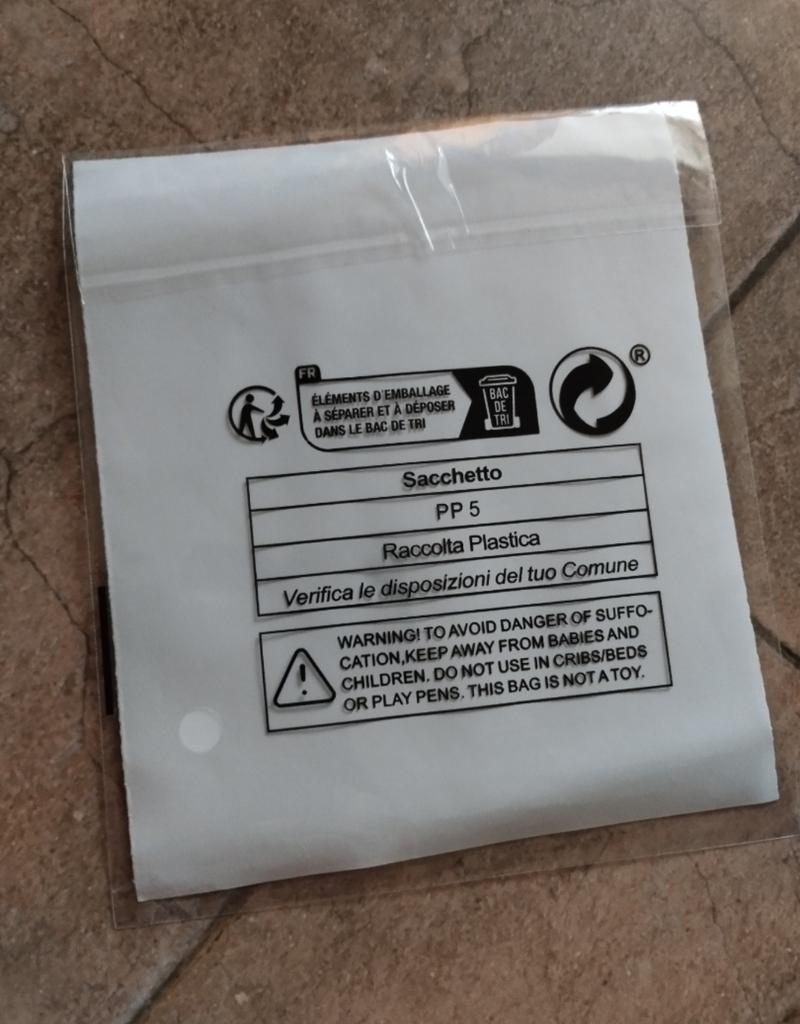 FR
ÉLÉMENTS D'EMBALLAGE
À SÉPARER ET À DÉPOSER
DANS LE BAC DE TRI
BAC
DE
TRI
®
Sacchetto
PP 5
Raccolta Plastica
Verifica le disposizioni del tuo Comune
WARNING! TO AVOID DANGER OF SUFFO-
CATION,KEEP AWAY FROM BABIES AND
CHILDREN. DO NOT USE IN CRIBS/BEDS
OR PLAY PENS. THIS BAG IS NOT A TOY.